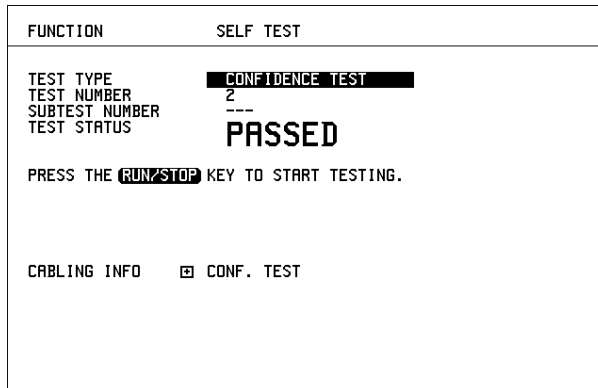 FUNCTION SELF TEST
TEST TYPE CONFIDENCE TEST
TEST NUMBER 2
SUBTEST NUMBER ---
TEST STATUS PASSED
PRESS THE RUN/STOP KEY TO START TESTING.
CABLING INFO + CONF. TEST